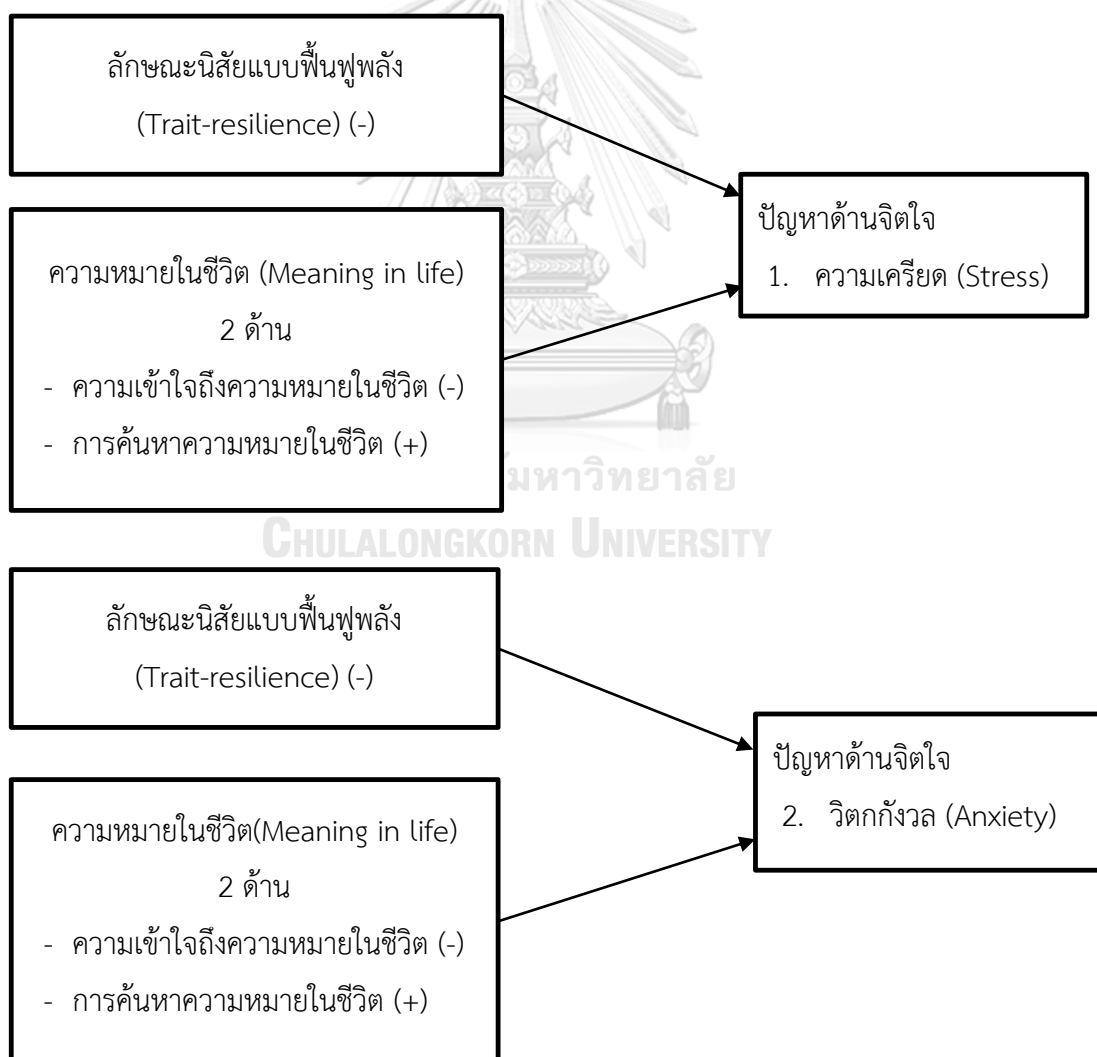 ลักษณะนิสัยแบบฟื้นฟูพลัง
(Trait-resilience) (-)
ความหมายในชีวิต (Meaning in life)
2 ด้าน
- ความเข้าใจถึงความหมายในชีวิต (-)
- การค้นหาความหมายในชีวิต (+)
ปัญหาด้านจิตใจ
1. ความเครียด (Stress)
มหาวิทยาลัย
CHULALONGKORN UNIVERSITY
ลักษณะนิสัยแบบฟื้นฟูพลัง
(Trait-resilience) (-)
ความหมายในชีวิต(Meaning in life)
2 ด้าน
- ความเข้าใจถึงความหมายในชีวิต (-)
- การค้นหาความหมายในชีวิต (+)
ปัญหาด้านจิตใจ
2. วิตกกังวล (Anxiety)